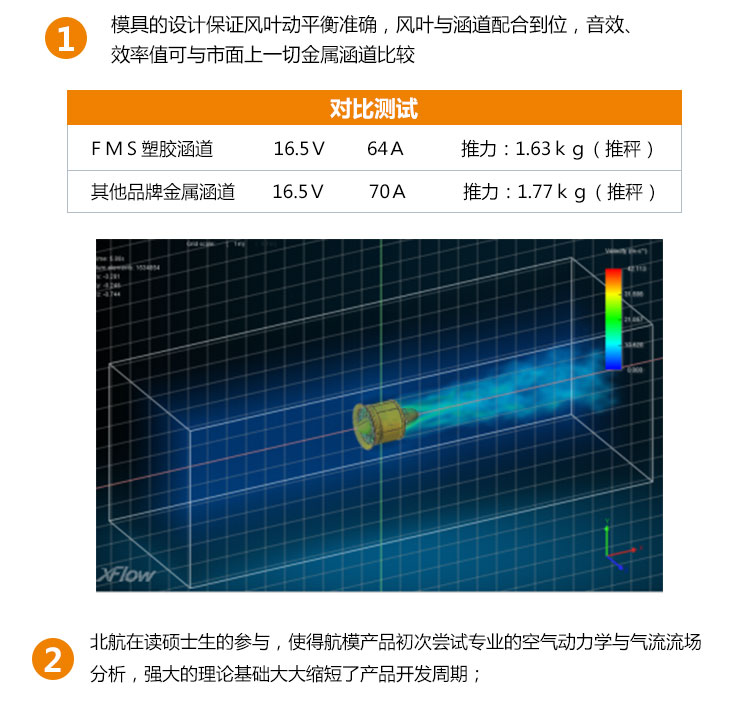 1
模具的设计保证风叶动平衡准确，风叶与涵道配合到位，音效、
效率值可与市面上一切金属涵道比较
对比测试
FMS塑胶涵道 16.5V 64A 推力：1.63kg（推秤）
其他品牌金属涵道 16.5V 70A 推力：1.77kg（推秤）
XFlow
2
北航在读硕士生的参与，使得航模产品初次尝试专业的空气动力学与气流流场
分析，强大的理论基础大大缩短了产品开发周期；